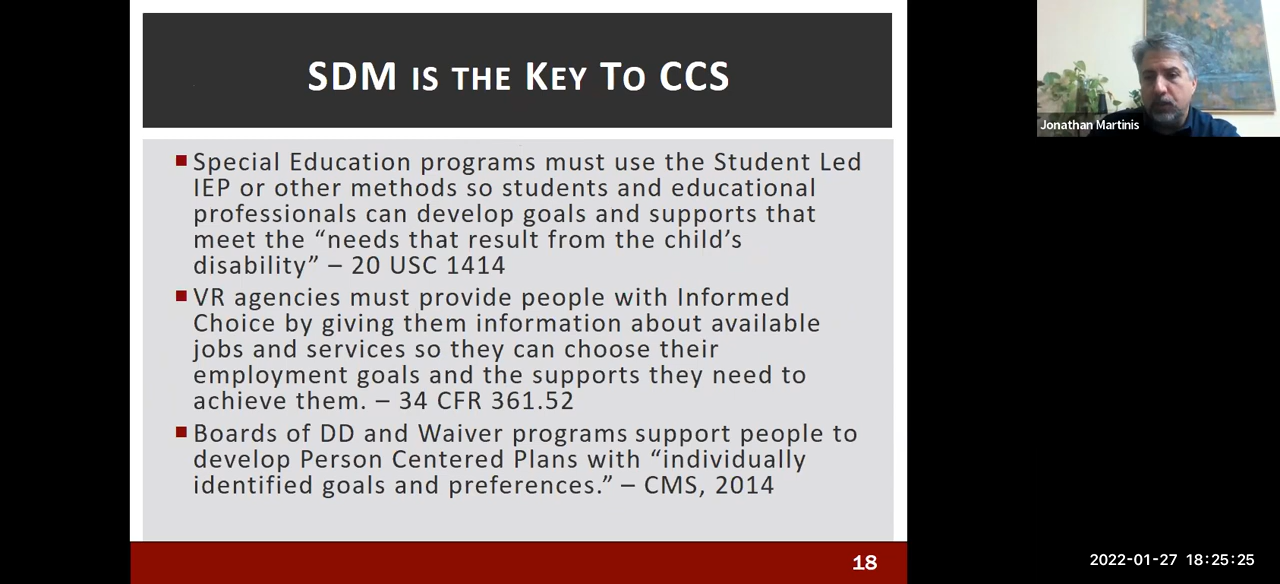 SDM IS THE KEY TO CCS
Special Education programs must use the Student Led
IEP or other methods so students and educational
professionals can develop goals and supports that
meet the “needs that result from the child’s
disability” – 20 USC 1414
VR agencies must provide people with Informed
Choice by giving them information about available
jobs and services so they can choose their
employment goals and the supports they need to
achieve them. – 34 CFR 361.52
Boards of DD and Waiver programs support people to
develop Person Centered Plans with “individually
identified goals and preferences.” – CMS, 2014
18
Jonathan Martinis
2022-01-27 18:25:25